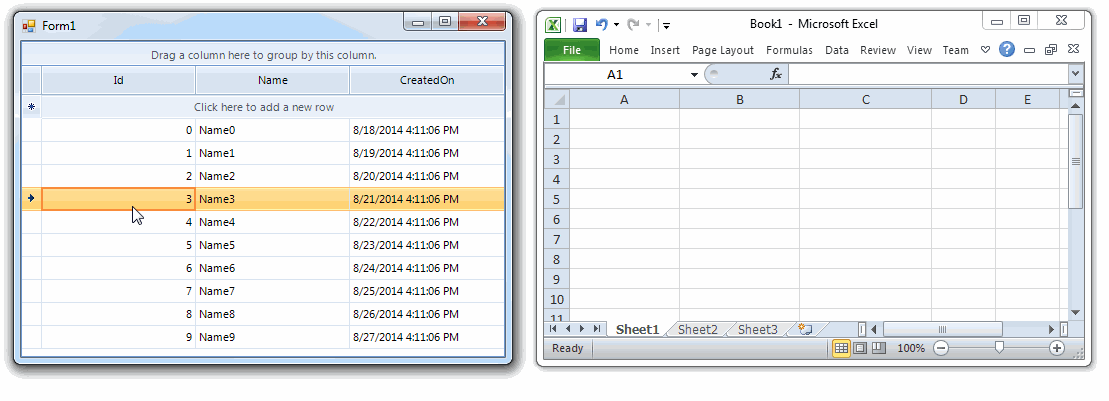 Form1
Drag a column here to group by this column.
Id Name CreatedOn
Click here to add a new row
0 Name0 8/18/2014 4:11:06 PM
1 Name1 8/19/2014 4:11:06 PM
2 Name2 8/20/2014 4:11:06 PM
3 Name3 8/21/2014 4:11:06 PM
4 Name4 8/22/2014 4:11:06 PM
5 Name5 8/23/2014 4:11:06 PM
6 Name6 8/24/2014 4:11:06 PM
7 Name7 8/25/2014 4:11:06 PM
8 Name8 8/26/2014 4:11:06 PM
9 Name9 8/27/2014 4:11:06 PM
Book1 - Microsoft Excel
File Home Insert Page Layout Formulas Data Review View Team
A1 fx
A B C D E
1
2
3
4
5
6
7
8
9
10
11
Sheet1 Sheet2 Sheet3
Ready 100%